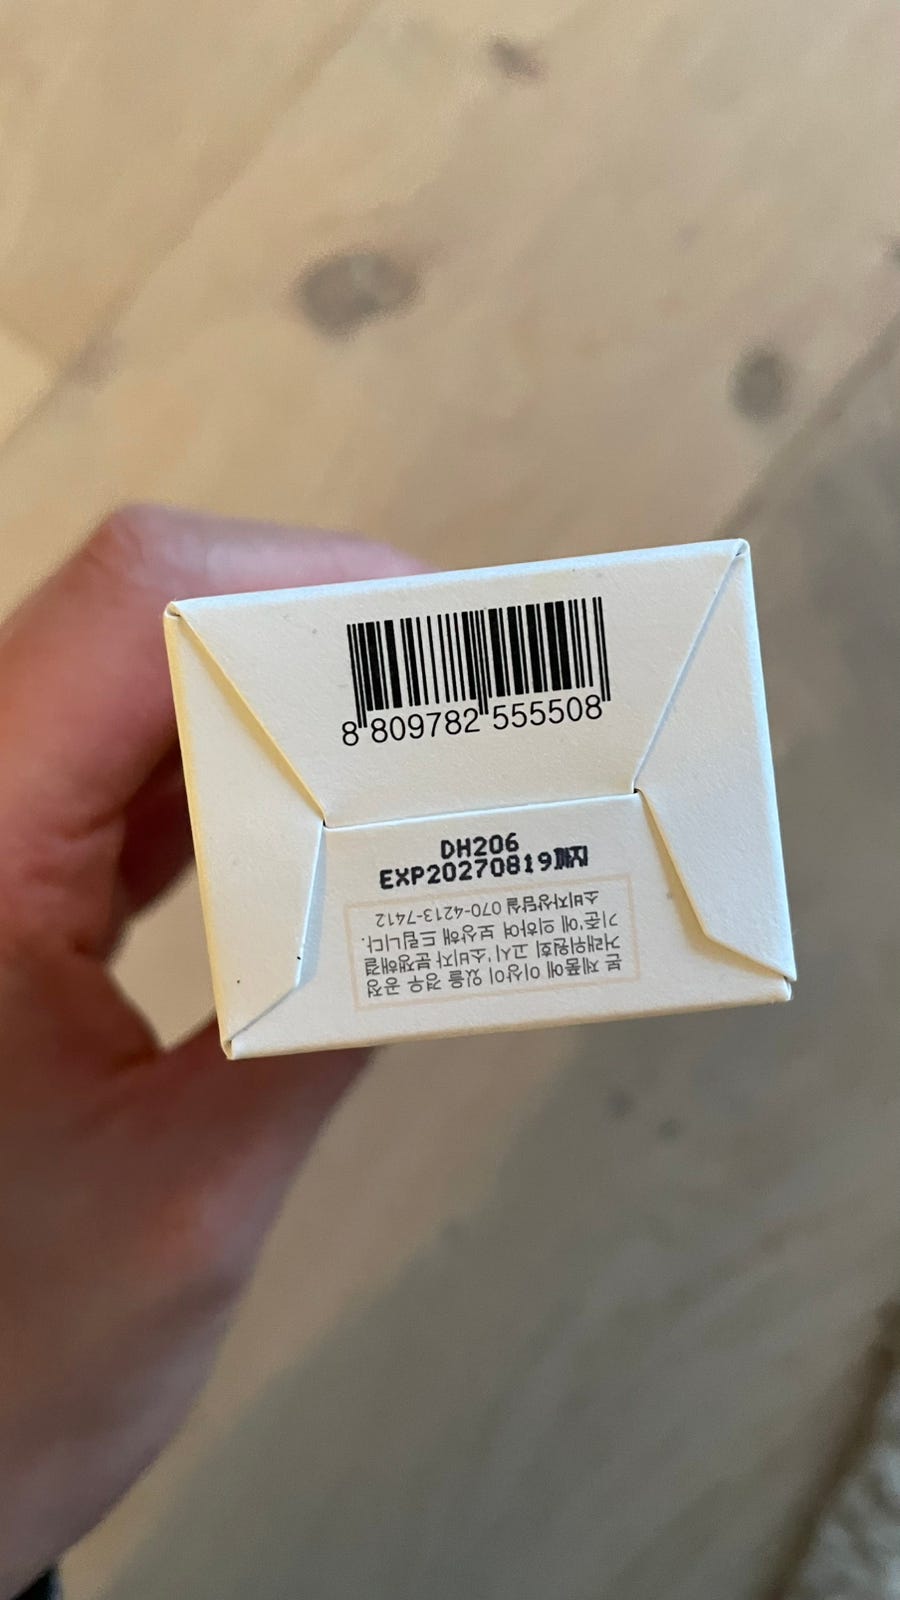 8 809782 555508
DH206
EXP20270819까지
본 제품에 이상이 있을 경우 공정
거래위원회 고시 '소비자 분쟁해결
기준'에 의하여 보상해 드립니다.
소비자상담실 070-4213-7412